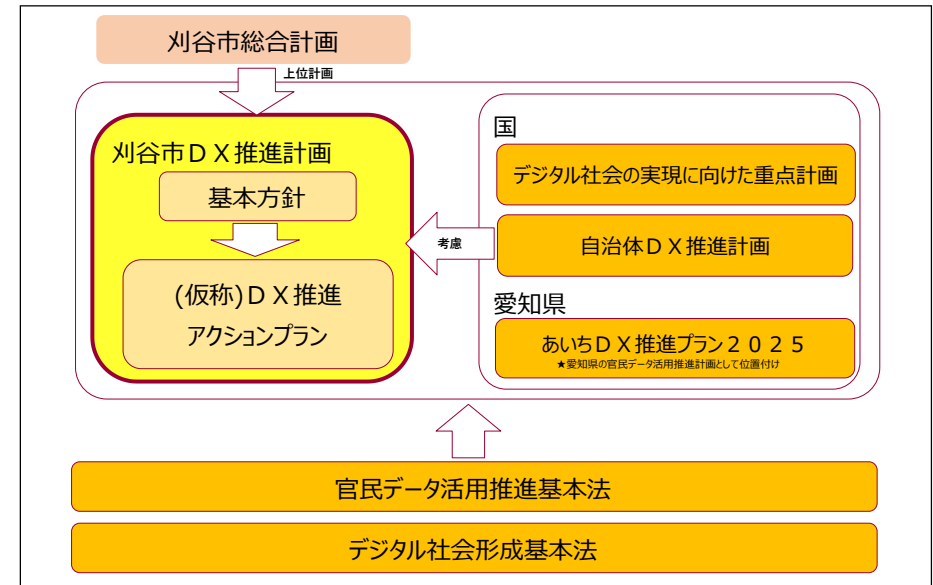 刈谷市総合計画
上位計画
刈谷市ＤＸ推進計画
基本方針
(仮称)ＤＸ推進
アクションプラン
考慮
国
デジタル社会の実現に向けた重点計画
自治体ＤＸ推進計画
愛知県
あいちＤＸ推進プラン２０２５
★愛知県の官民データ活用推進計画として位置付け
官民データ活用推進基本法
デジタル社会形成基本法